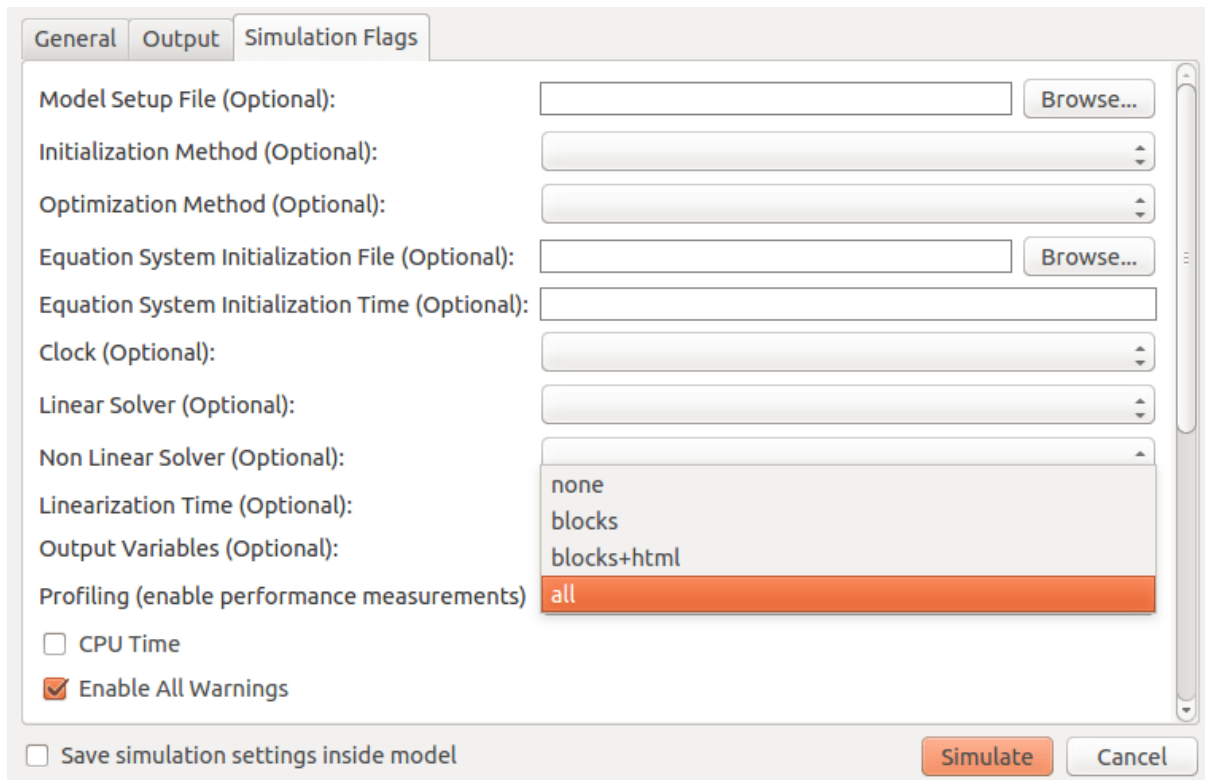 General Output Simulation Flags
Model Setup File (Optional): Browse...
Initialization Method (Optional):
Optimization Method (Optional):
Equation System Initialization File (Optional): Browse...
Equation System Initialization Time (Optional):
Clock (Optional):
Linear Solver (Optional):
Non Linear Solver (Optional):
none
Linearization Time (Optional):
blocks
Output Variables (Optional):
blocks+html
Profiling (enable performance measurements) all
CPU Time
Enable All Warnings
Save simulation settings inside model Simulate Cancel